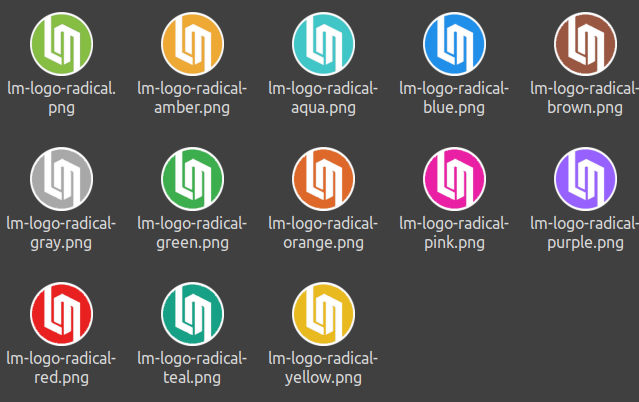 lm-logo-radical.
png
lm-logo-radical-
amber.png
lm-logo-radical-
aqua.png
lm-logo-radical-
blue.png
lm-logo-radical-
brown.png
lm-logo-radical-
gray.png
lm-logo-radical-
green.png
lm-logo-radical-
orange.png
lm-logo-radical-
pink.png
lm-logo-radical-
purple.png
lm-logo-radical-
red.png
lm-logo-radical-
teal.png
lm-logo-radical-
yellow.png